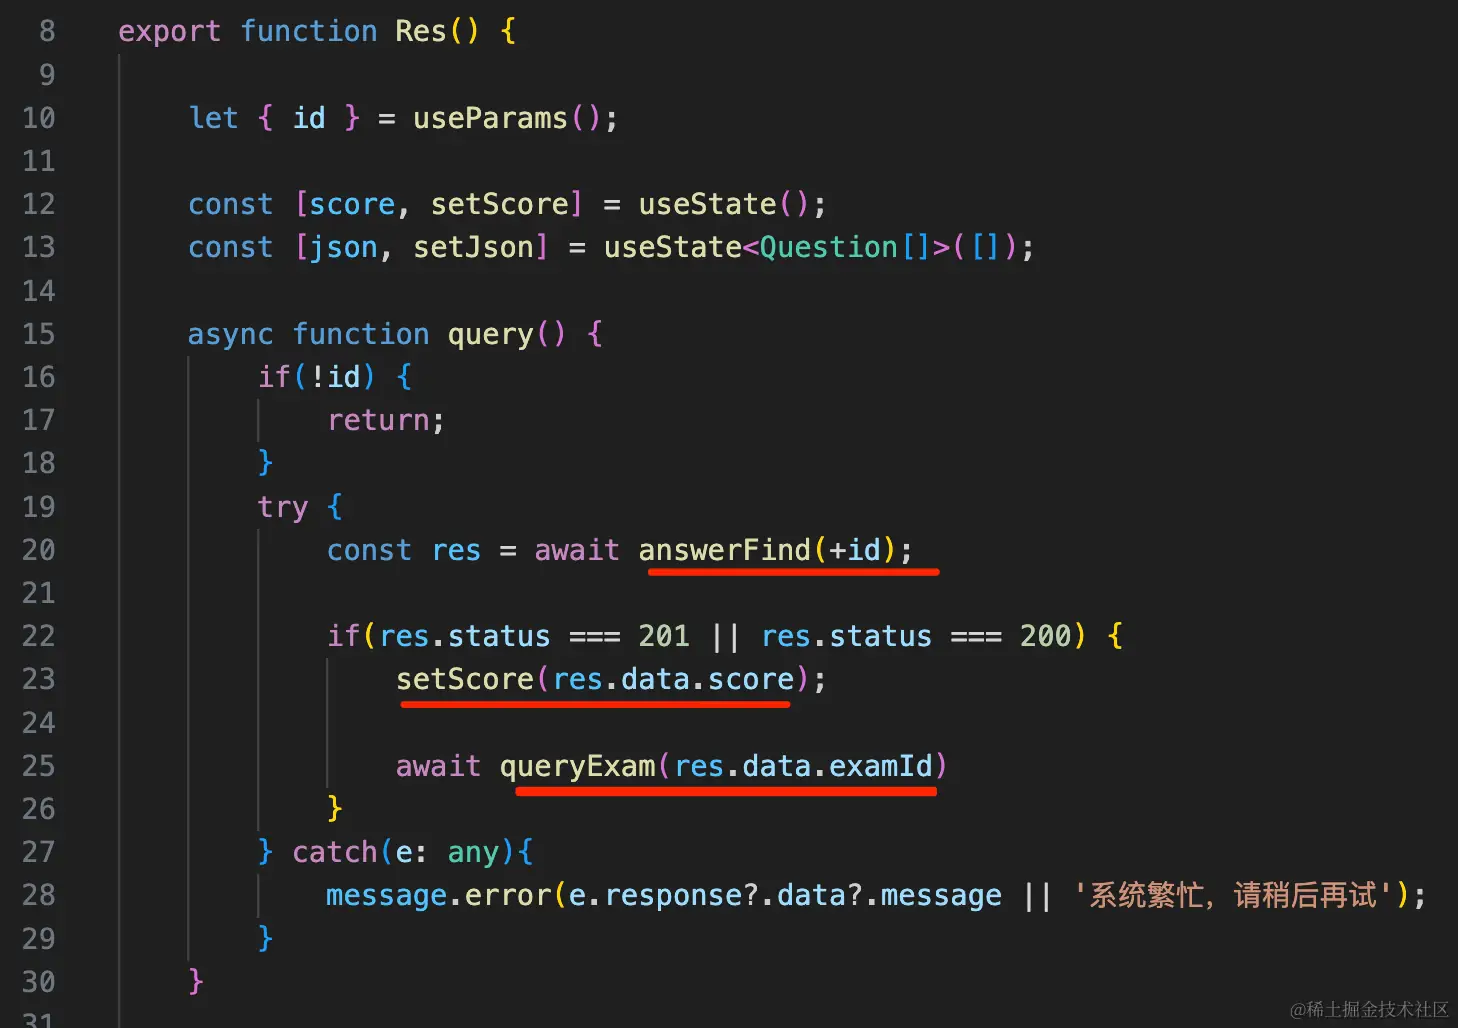 8 export function Res() {
9
10 let { id } = useParams();
11
12 const [score, setScore] = useState();
13 const [json, setJson] = useState<Question[]>([]);
14
15 async function query() {
16 if(!id) {
17 return;
18 }
19 try {
20 const res = await answerFind(+id);
21
22 if(res.status === 201 || res.status === 200) {
23 setScore(res.data.score);
24
25 await queryExam(res.data.examId)
26 }
27 } catch(e: any){
28 message.error(e.response?.data?.message || '系统繁忙，请稍后再试');
29 }
30 }
31
@稀土掘金技术社区